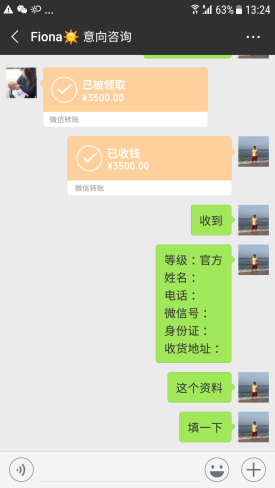 63% 13:24
Fiona 意向咨询
已被领取
¥3500.00
微信转账
已收钱
¥3500.00
微信转账
收到
等级：官方
姓名：
电话：
微信号：
身份证：
收货地址：
这个资料
填一下